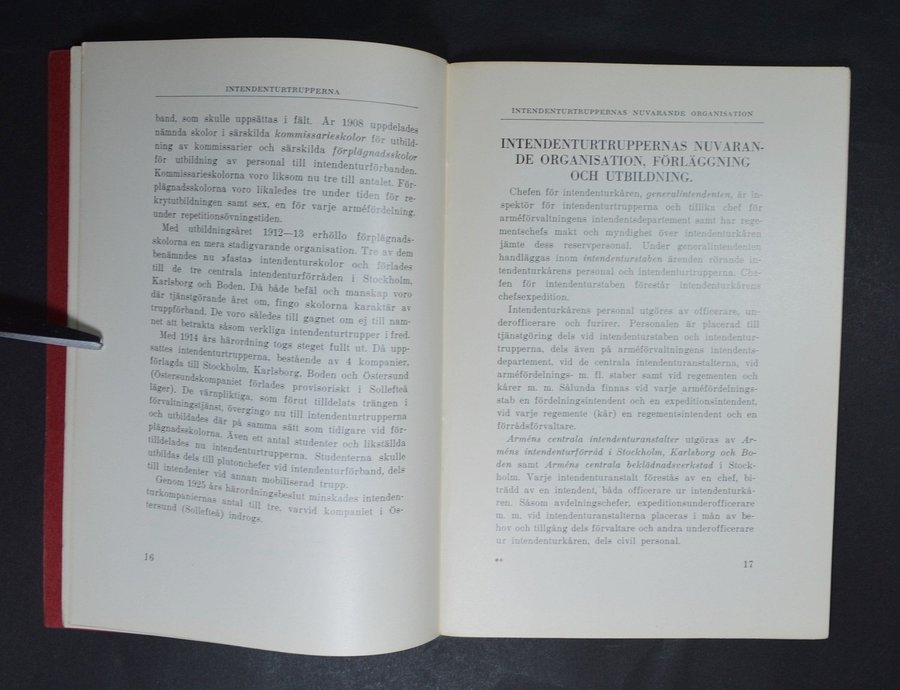 INTENDENTURTRUPPERNA
band, som skulle uppsättas i fält. År 1908 uppdelades
nämnda skolor i särskilda kommissarieskolor för utbild-
ning av kommissarier och särskilda förplägnadsskolor
för utbildning av personal till intendenturförbanden.
Kommissarieskolerna voro liksom nu tre till antalet. För-
plägnadsskolorna voro likaledes tre under tiden för re-
krytutbildningen samt sex, en för varje arméfördelning,
under repetitionsövningstiden.
Med utbildningsåret 1912—13 erhöllo förplägnads-
skolorna en mera stadigvarande organisation. Tre av dem
benämndes nu »fasta» intendenturskolor och förlades
till de tre centrala intendenturförråden i Stockholm,
Karlsborg och Boden. Då både befäl och manskap voro
där tjänstgörande året om, fingo skolorna karaktär av
truppförband. De voro således till gagnet om ej till nam-
net att betrakta såsom verkliga intendenturtrupper i fred.
Med 1914 års härordning togs steget fullt ut. Då upp-
sattes intendenturtrupperna, bestående av 4 kompanier,
förlagda till Stockholm, Karlsborg, Boden och Östersund
(Östersundskompaniet förlades provisoriskt i Sollefteå
läger). De värnpliktiga, som förut tilldelats trängen i
förvaltningstjänst, övergingo nu till intendenturtrupperna
och utbildades där på samma sätt som tidigare vid för-
plägnadsskolorna. Även ett antal studenter och likställda
tilldelades nu intendenturtrupperna. Studenterna skulle
utbildas dels till plutonchefer vid intendenturförband, dels
till intendenter vid annan mobiliserad trupp.
Genom 1925 års härordningsbeslut minskades intenden-
turkompaniernas antal till tre, varvid kompaniet i Ös-
tersund (Sollefteå) indrogs.
16
INTENDENTURTRUPPERNAS NUVARANDE ORGANISATION
INTENDENTURTRUPPERNAS NUVARAN-
DE ORGANISATION, FÖRLÄGGNING
OCH UTBILDNING.
Chefen för intendenturkåren, generalintendenten, är in-
spektör för intendenturtrupperna och tillika chef för
arméförvaltningens intendentsdepartement samt har rege-
mentschefs makt och myndighet över intendenturkåren
jämte dess reservpersonal. Under generalintendenten
handläggas inom intendenturstaben ärenden rörande in-
tendenturkårens personal och intendenturtrupperna. Che-
fen för intendenturstaben förestår intendenturkårens
chefsexpedition.
Intendenturkårens personal utgöres av officerare, un-
derofficerare och furirer. Personalen är placerad till
tjänstgöring dels vid intendenturstaben och intendentur-
trupperna, dels även på arméförvaltningens intendents-
departement, vid de centrala intendenturanstalterna, vid
arméfördelnings- m. fl. staber samt vid regementen och
kårer m. m. Sålunda finnas vid varje arméfördelnings-
stab en fördelningsintendent och en expeditionsintendent,
vid varje regemente (kår) en regementsintendent och en
förrådsförvaltare.
Arméns centrala intendenturanstalter utgöras av Ar-
méns intendenturförråd i Stockholm, Karlsborg och Bo-
den samt Arméns centrala beklädnadsverkstad i Stock-
holm. Varje intendenturanstalt förestås av en chef, bi-
trädd av en intendent, båda officerare ur intendenturkå-
ren. Såsom avdelningschefer, expeditionsunderofficerare
m. m. vid intendenturanstalterna placeras i mån av be-
hov och tillgång dels förvaltare och andra underofficerare
ur intendenturkåren, dels civil personal.
**
17